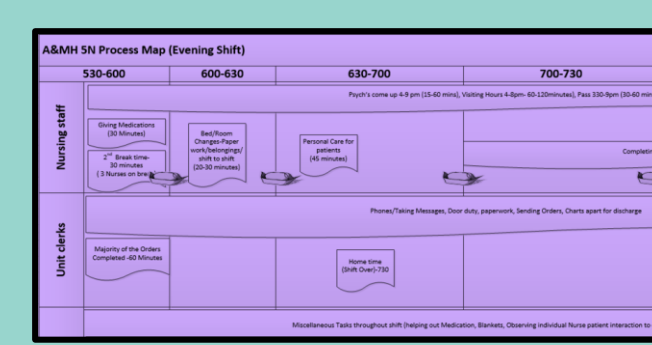 A&MH 5N Process Map (Evening Shift)
530-600
600-630
630-700
700-730
Nursing staff
Psych's come up 4-9 pm (15-60 mins), Visiting Hours 4-8pm- 60-120minutes), Pass 330-9pm (30-60 min
Giving Medications
(30 Minutes)
2nd Break time-
30 minutes
( 3 Nurses on
Bed/Room
Changes-Paper
work/belongings/
shift to shift
(20-30 minutes)
Personal Care for
patients
(45 minutes)
Unit clerks
Phones/Taking Messages, Door duty, paperwork, Sending Orders, Charts apart for discharge
Majority of the Orders
Completed -60 Minutes
Home time
(Shift Over)-730
Miscellaneous Tasks throughout shift (helping out Medication, Blankets, Observing individual Nurse patient interaction to